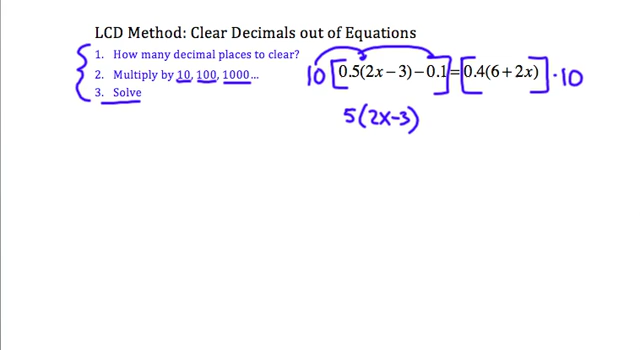 LCD Method: Clear Decimals out of Equations
1. How many decimal places to clear?
2. Multiply by 10, 100, 1000...
3. Solve
10[0.5(2x−3)−0.1]=[0.4(6+2x)]·10
5(2x-3)